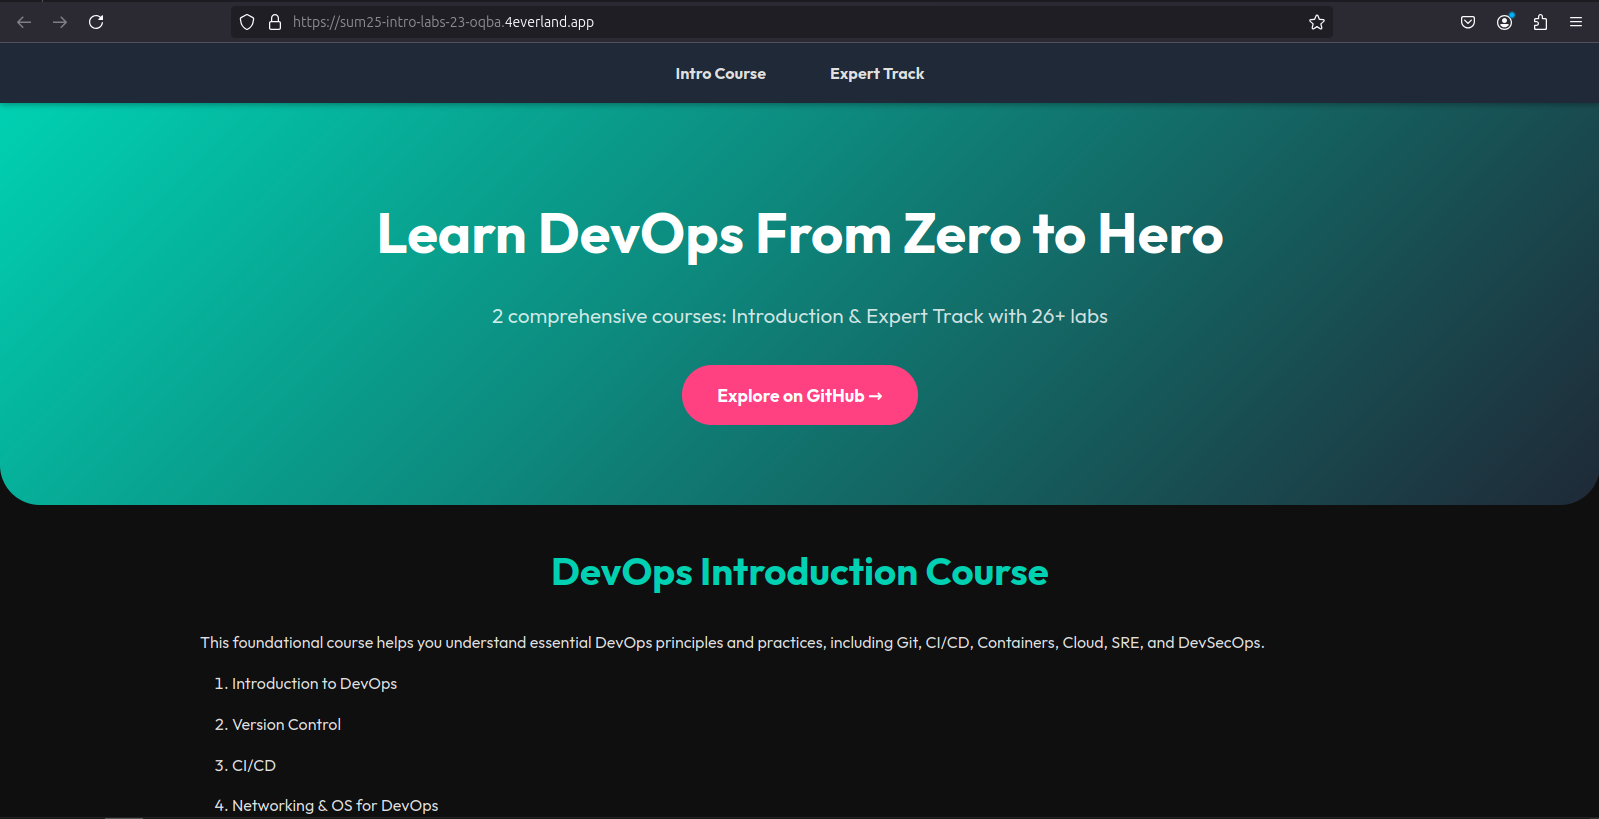 https://sum25-intro-labs-23-oqba.4everland.app
Intro Course Expert Track
Learn DevOps From Zero to Hero
2 comprehensive courses: Introduction & Expert Track with 26+ labs
Explore on GitHub →
DevOps Introduction Course
This foundational course helps you understand essential DevOps principles and practices, including Git, CI/CD, Containers, Cloud, SRE, and DevSecOps.
1. Introduction to DevOps
2. Version Control
3. CI/CD
4. Networking & OS for DevOps